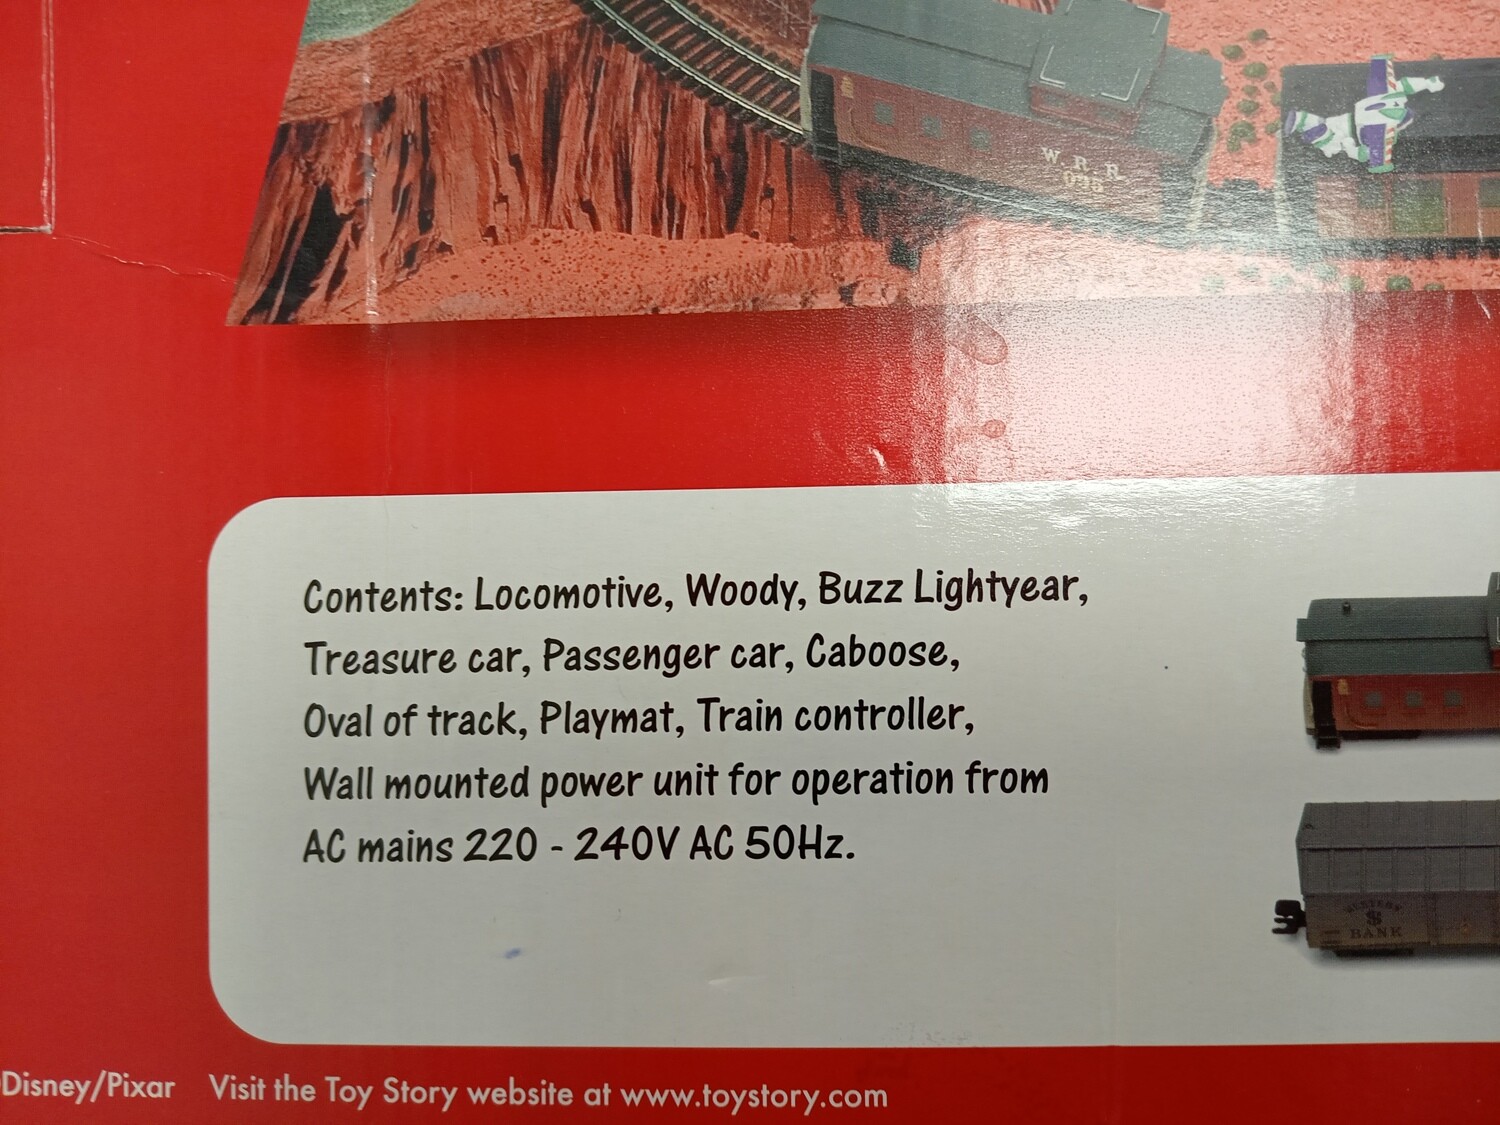 W. R. R.
095
Contents: Locomotive, Woody, Buzz Lightyear,
Treasure car, Passenger car, Caboose,
Oval of track, Playmat, Train controller,
Wall mounted power unit for operation from
AC mains 220 - 240V AC 50Hz.
WESTERN
$
BANK
Disney/Pixar Visit the Toy Story website at www.toystory.com